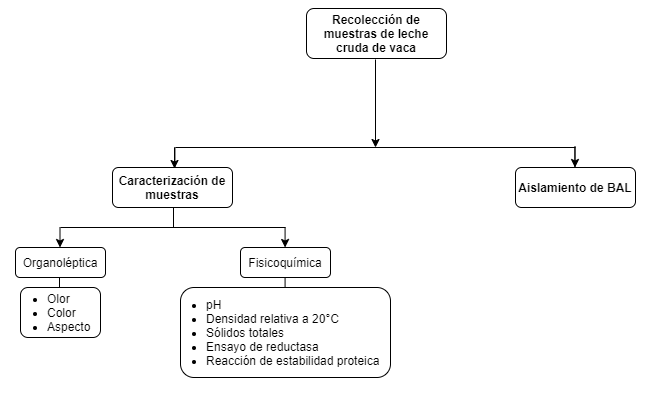 Recolección de
muestras de leche
cruda de vaca
Caracterización de
muestras
Aislamiento de BAL
Organoléptica
Fisicoquímica
• Olor
• Color
• Aspecto
• pH
• Densidad relativa a 20°C
• Sólidos totales
• Ensayo de reductasa
• Reacción de estabilidad proteica